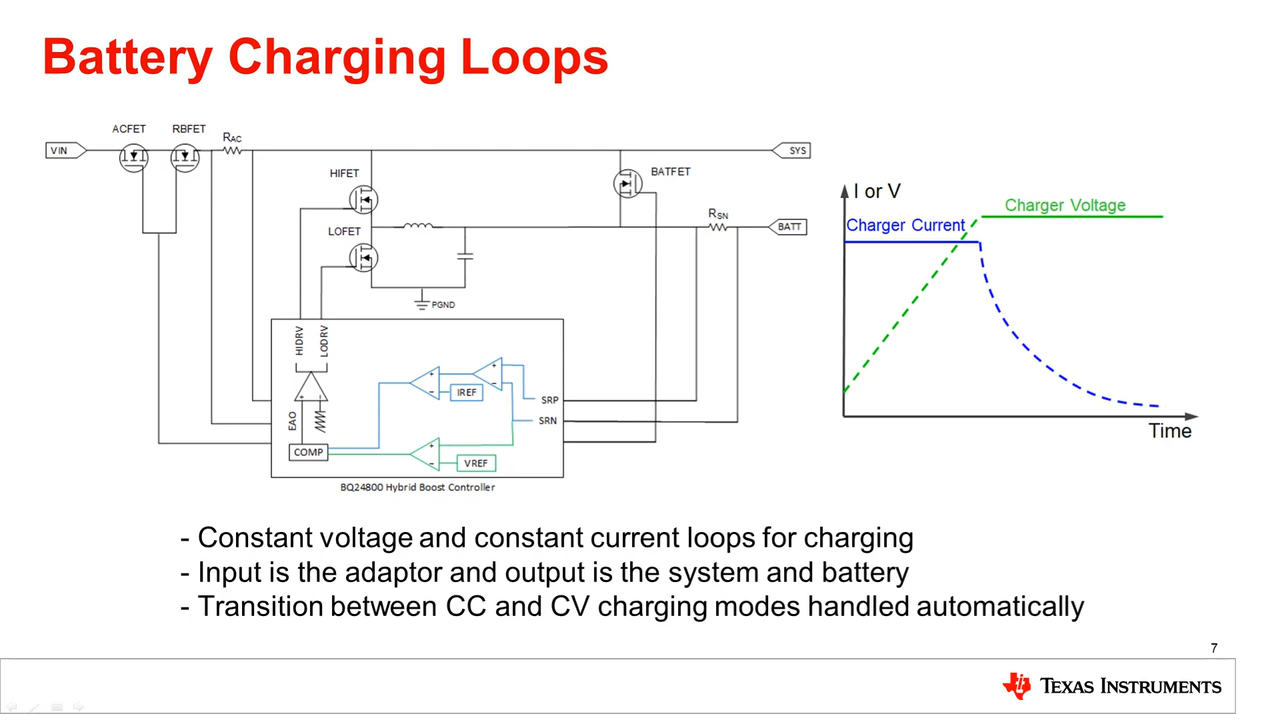 Battery Charging Loops
ACFET
RBFET
RAC
VIN
SYS
HIFET
BATFET
LOFET
RSN
BATT
PGND
HIDRV
LODRV
+
-
EAO
COMP
+
-
IREF
+
-
SRP
SRN
+
-
VREF
BQ24800 Hybrid Boost Controller
I or V
Charger Voltage
Charger Current
Time
- Constant voltage and constant current loops for charging
- Input is the adaptor and output is the system and battery
- Transition between CC and CV charging modes handled automatically
7
TEXAS INSTRUMENTS